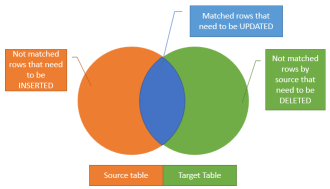 Matched rows that
need to be UPDATED
Not matched
rows that need
to be
INSERTED
Not matched
rows by
source that
need to be
DELETED
Source table
Target Table